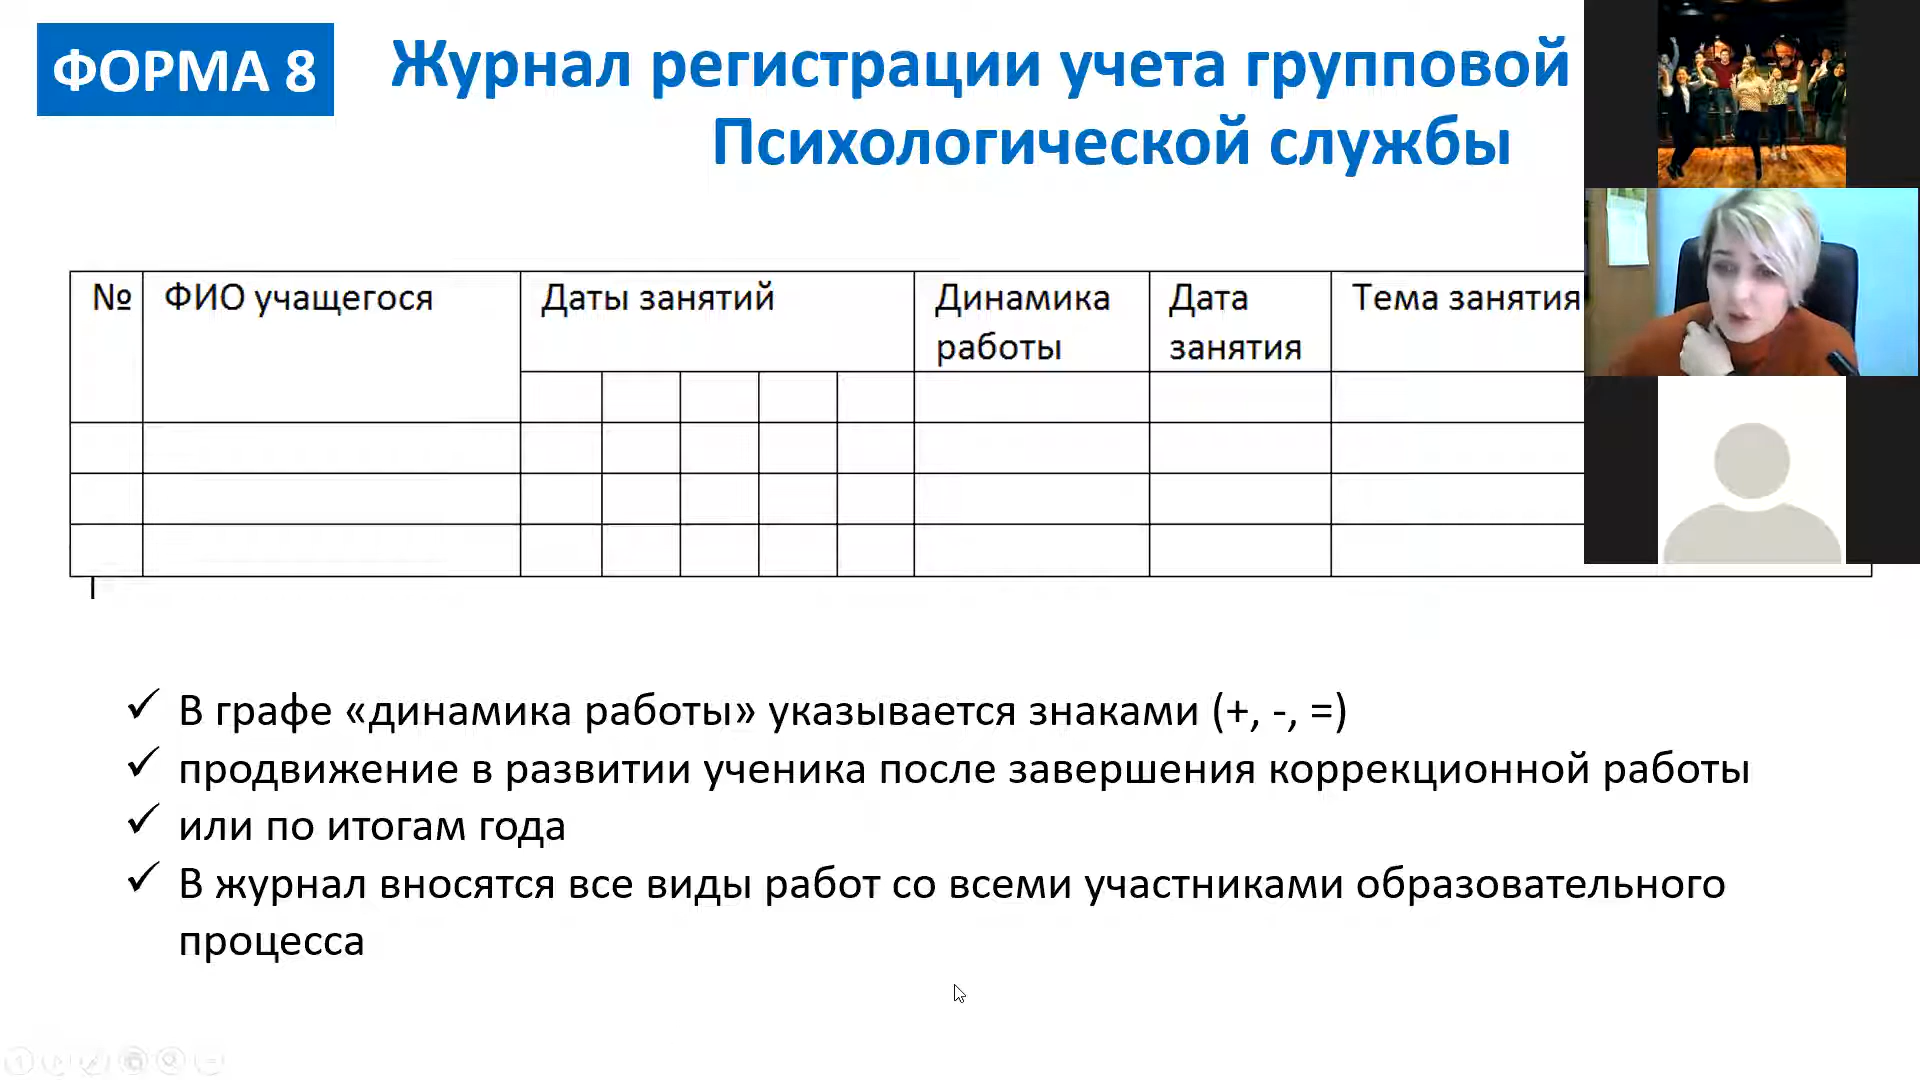 ФОРМА 8
Журнал регистрации учета групповой
Психологической службы
№ ФИО учащегося Даты занятий Динамика работы Дата занятия Тема занятия
В графе «динамика работы» указывается знаками (+, -, =)
продвижение в развитии ученика после завершения коррекционной работы
или по итогам года
В журнал вносятся все виды работ со всеми участниками образовательного
процесса